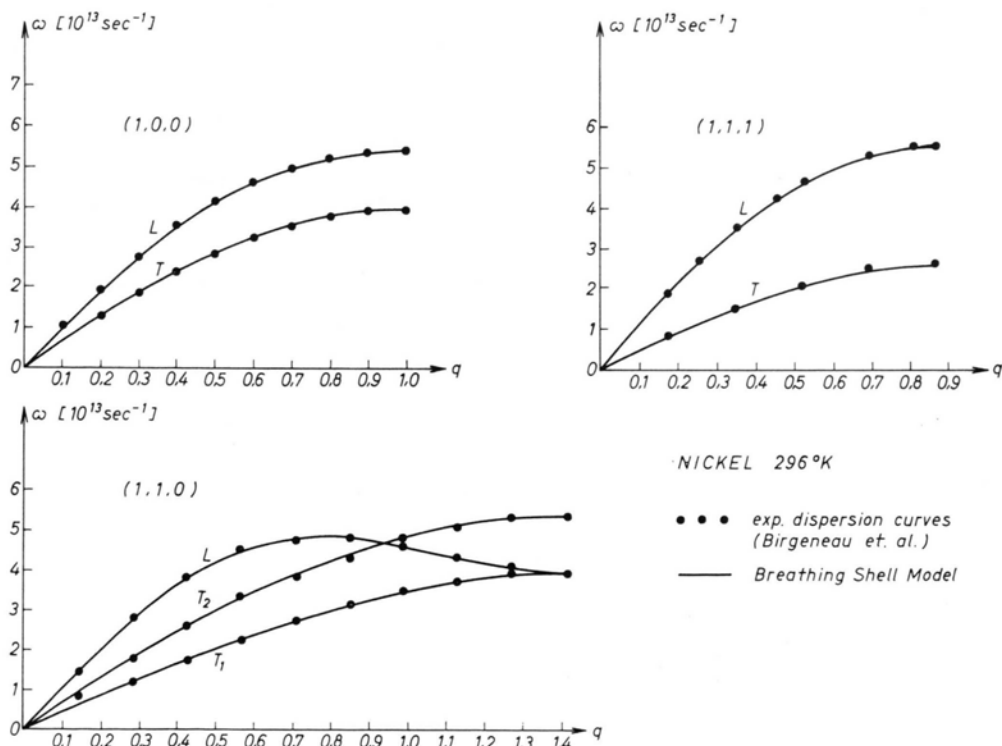 ω [10¹³sec⁻¹]
7
6
5
4
3
2
1
0
(1,0,0)
L
T
0.1 0.2 0.3 0.4 0.5 0.6 0.7 0.8 0.9 1.0 q
ω [10¹³sec⁻¹]
6
5
4
3
2
1
0
(1,1,1)
L
T
0.1 0.2 0.3 0.4 0.5 0.6 0.7 0.8 0.9 q
ω [10¹³sec⁻¹]
6
5
4
3
2
1
0
(1,1,0)
L
T₂
T₁
0.1 0.2 0.3 0.4 0.5 0.6 0.7 0.8 0.9 1.0 1.1 1.2 1.3 1.4 q
NICKEL 296°K
exp. dispersion curves
(Birgeneau et. al.)
Breathing Shell Model